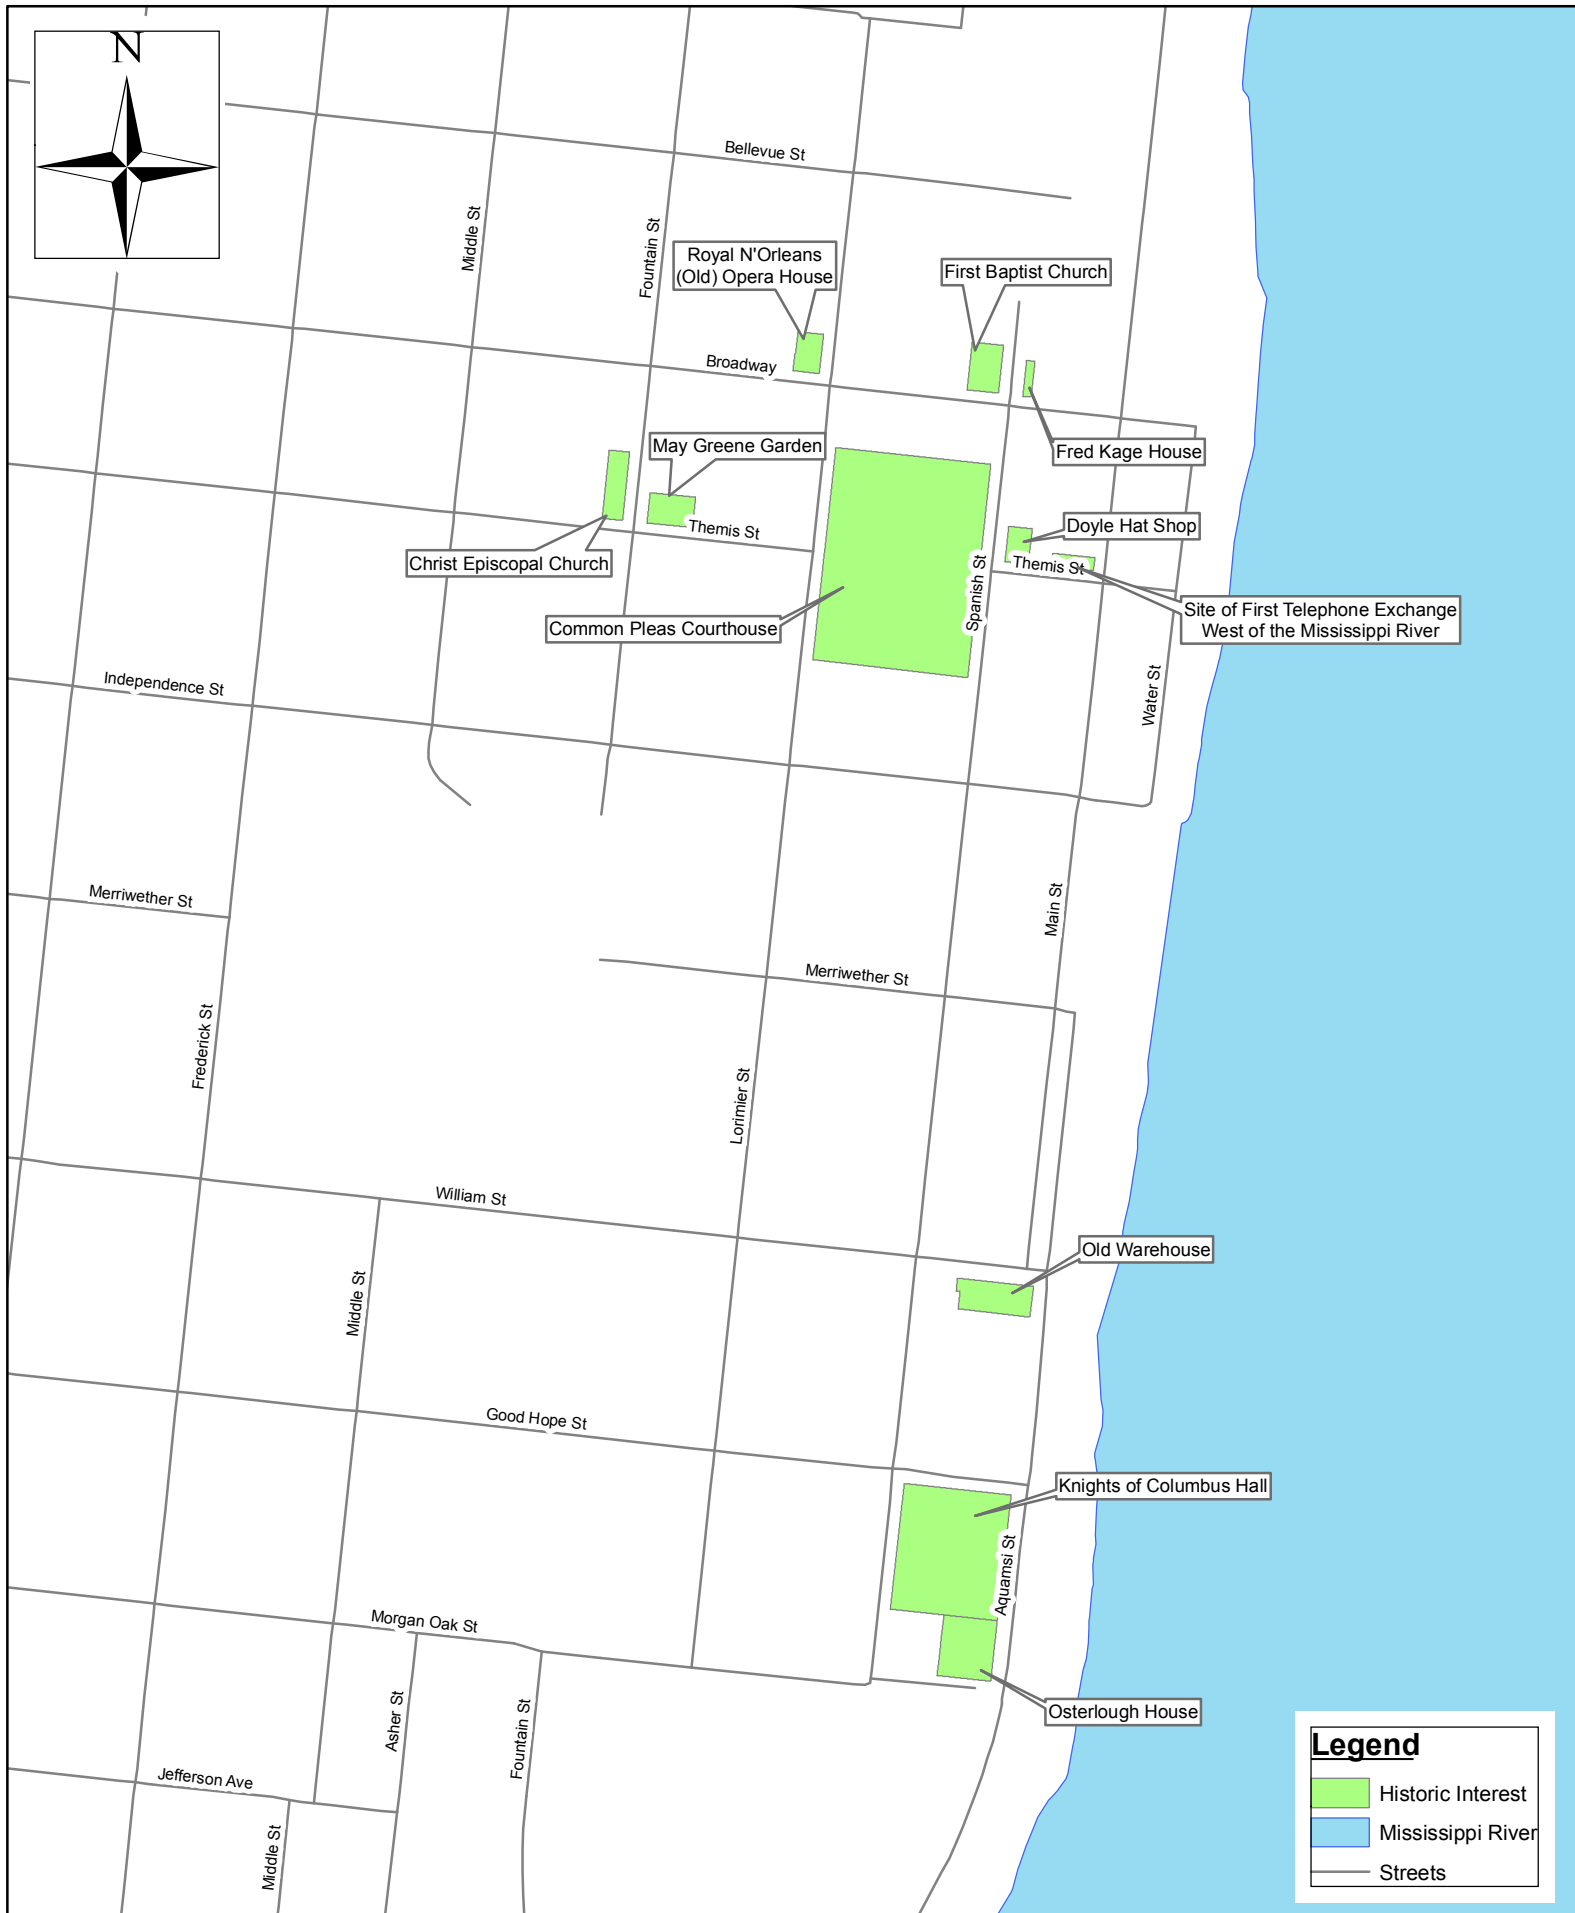 N
Bellevue St
Middle St
Fountain St
Royal N'Orleans
(Old) Opera House
First Baptist Church
Broadway
May Greene Garden
Fred Kage House
Themis St
Doyle Hat Shop
Christ Episcopal Church
Themis St
Spanish St
Site of First Telephone Exchange
West of the Mississippi River
Common Pleas Courthouse
Independence St
Water St
Merriwether St
Main St
Merriwether St
Frederick St
Lorimier St
William St
Old Warehouse
Middle St
Good Hope St
Knights of Columbus Hall
Aquamsi St
Morgan Oak St
Asher St
Fountain St
Osterlough House
Jefferson Ave
Middle St
Legend
Historic Interest
Mississippi River
Streets